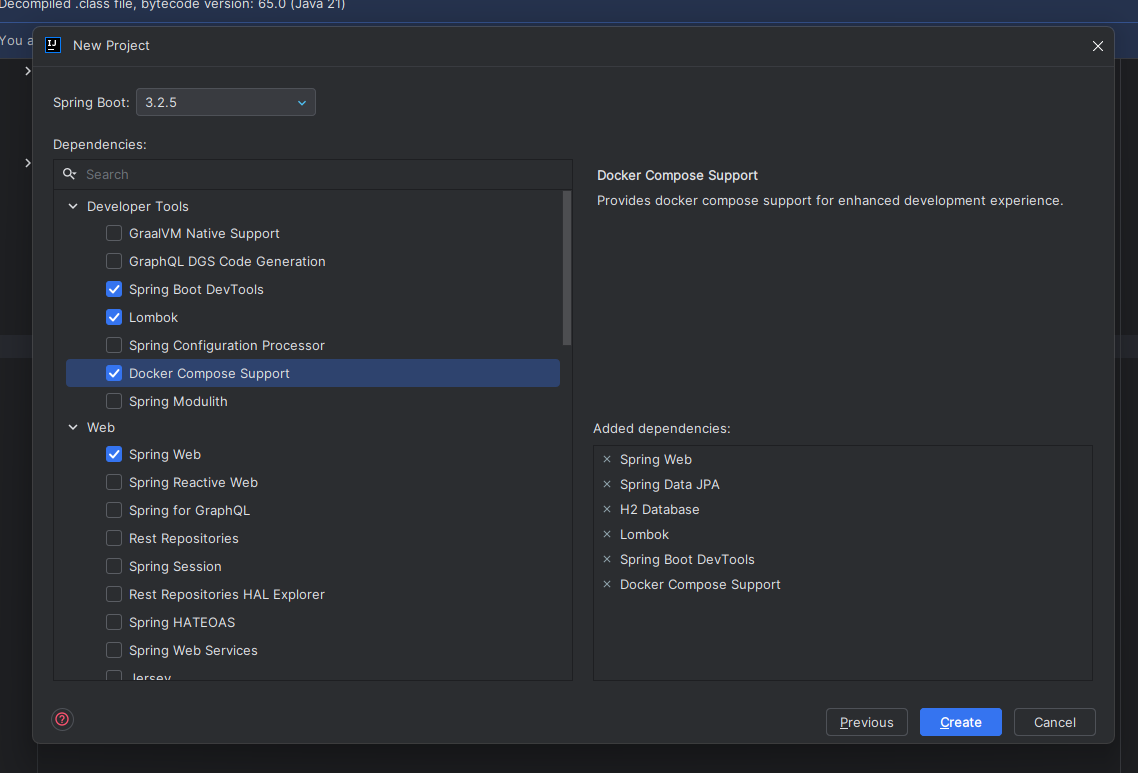 Decompiled .class file, bytecode version: 65.0 (Java 21)
You a
New Project
Spring Boot: 3.2.5
Dependencies:
Search
Developer Tools
GraalVM Native Support
GraphQL DGS Code Generation
Spring Boot DevTools
Lombok
Spring Configuration Processor
Docker Compose Support
Spring Modulith
Web
Spring Web
Spring Reactive Web
Spring for GraphQL
Rest Repositories
Spring Session
Rest Repositories HAL Explorer
Spring HATEOAS
Spring Web Services
Jersey
Docker Compose Support
Provides docker compose support for enhanced development experience.
Added dependencies:
Spring Web
Spring Data JPA
H2 Database
Lombok
Spring Boot DevTools
Docker Compose Support
Previous
Create
Cancel